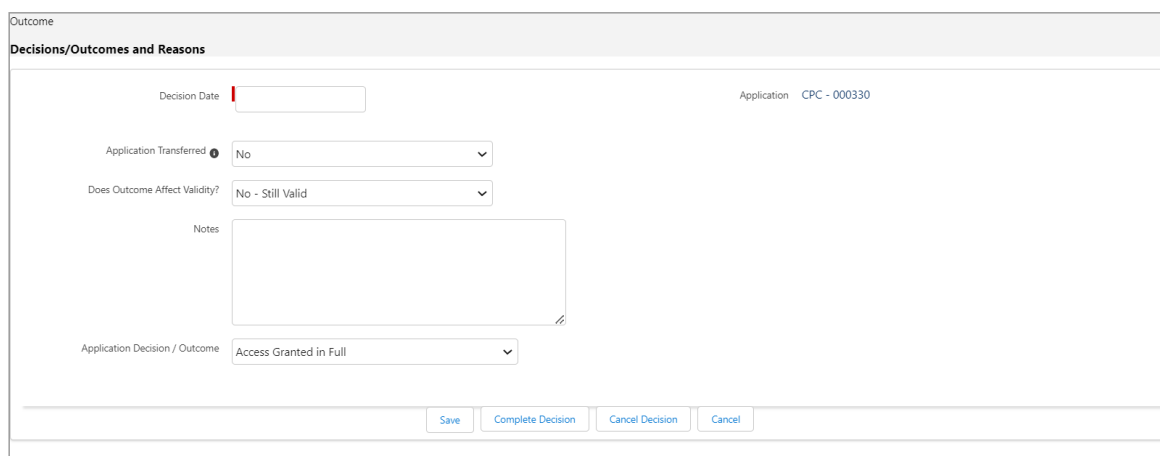 Outcome
Decisions/Outcomes and Reasons
Decision Date
Application CPC - 000330
Application Transferred No
Does Outcome Affect Validity? No - Still Valid
Notes
Application Decision / Outcome Access Granted in Full
Save Complete Decision Cancel Decision Cancel